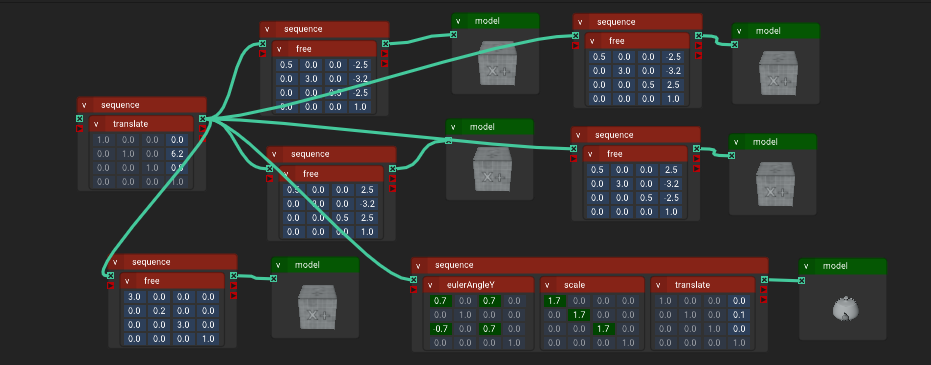 v sequence
v free
0.5 0.0 0.0 -2.5
0.0 3.0 0.0 -3.2
0.0 0.0 0.5 -2.5
0.0 0.0 0.0 1.0
v model
X+
v sequence
v free
0.5 0.0 0.0 -2.5
0.0 3.0 0.0 -3.2
0.0 0.0 0.5 2.5
0.0 0.0 0.0 1.0
v model
X+
v sequence
v translate
1.0 0.0 0.0 0.0
0.0 1.0 0.0 6.2
0.0 0.0 1.0 0.0
0.0 0.0 0.0 1.0
v sequence
v free
0.5 0.0 0.0 2.5
0.0 3.0 0.0 -3.2
0.0 0.0 0.5 2.5
0.0 0.0 0.0 1.0
v model
X+
v sequence
v free
0.5 0.0 0.0 2.5
0.0 3.0 0.0 -3.2
0.0 0.0 0.5 -2.5
0.0 0.0 0.0 1.0
v model
X+
v sequence
v free
3.0 0.0 0.0 0.0
0.0 0.2 0.0 0.0
0.0 0.0 3.0 0.0
0.0 0.0 0.0 1.0
v model
X+
v sequence
v eulerAngleY
0.7 0.0 0.7 0.0
0.0 1.0 0.0 0.0
-0.7 0.0 0.7 0.0
0.0 0.0 0.0 1.0
v scale
1.7 0.0 0.0 0.0
0.0 1.7 0.0 0.0
0.0 0.0 1.7 0.0
0.0 0.0 0.0 1.0
v translate
1.0 0.0 0.0 0.0
0.0 1.0 0.0 0.1
0.0 0.0 1.0 0.0
0.0 0.0 0.0 1.0
v model